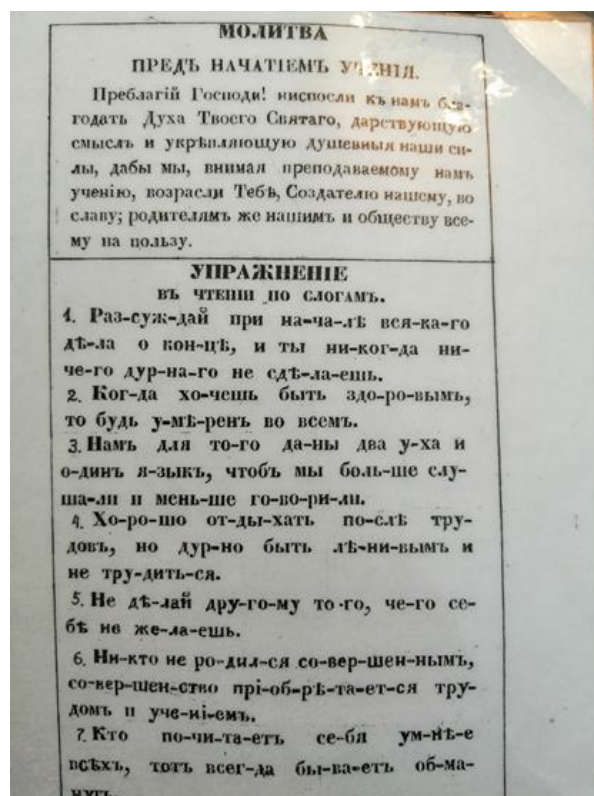 МОЛИТВА
ПРЕДЪ НАЧАТІЕМЪ УЧЕНІЯ.
Преблагій Господи! ниспосли къ намъ бла-
годать Духа Твоего Святаго, дарствующую
смыслъ и укрѣпляющую душевныя наши си-
лы, дабы мы, внимая преподаваемому намъ
ученію, возрасли Тебѣ, Создателю нашему, во
славу; родителямъ же нашимъ и обществу все-
му на пользу.
УПРАЖНЕНІЕ
ВЪ ЧТЕНІИ ПО СЛОГАМЪ.
1. Раз-суж-дай при на-ча-лѣ вся-ка-го
дѣ-ла о кон-цѣ, и ты ни-ког-да ни-
че-го дур-на-го не сдѣ-ла-ешь.
2. Ког-да хо-чешь быть здо-ро-вымъ,
то будь у-мѣ-ренъ во всемъ.
3. Намъ для то-го да-ны два у-ха и
о-динъ я-зыкъ, чтобъ мы боль-ше слу-
ша-ли и мень-ше го-во-ри-ли.
4. Хо-ро-шо от-ды-хать по-слѣ тру-
довъ, но дур-но быть лѣ-ни-вымъ и
не тру-дить-ся.
5. Не дѣ-лай дру-го-му то-го, че-го се-
бѣ не же-ла-ешь.
6. Ни-кто не ро-дил-ся со-вер-шен-нымъ,
со-вер-шен-ство прі-об-рѣ-та-ет-ся тру-
домъ и уче-ні-емъ.
7. Кто по-чи-та-етъ се-бя ум-нѣ-е
всѣхъ, тотъ всег-да бы-ва-етъ об-ма-